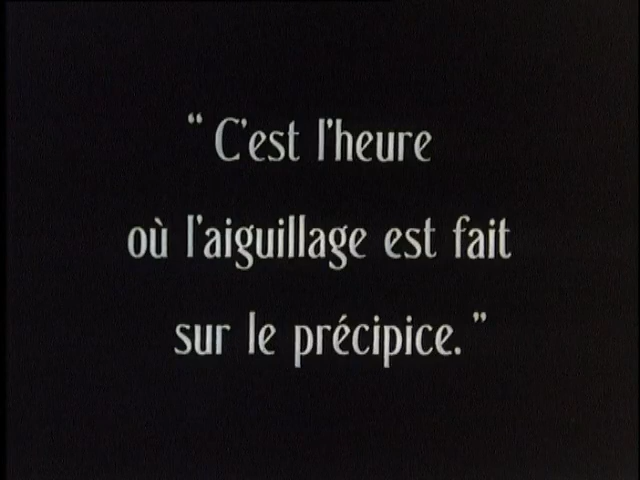 “ C'est l'heure
où l'aiguillage est fait
sur le précipice. ”